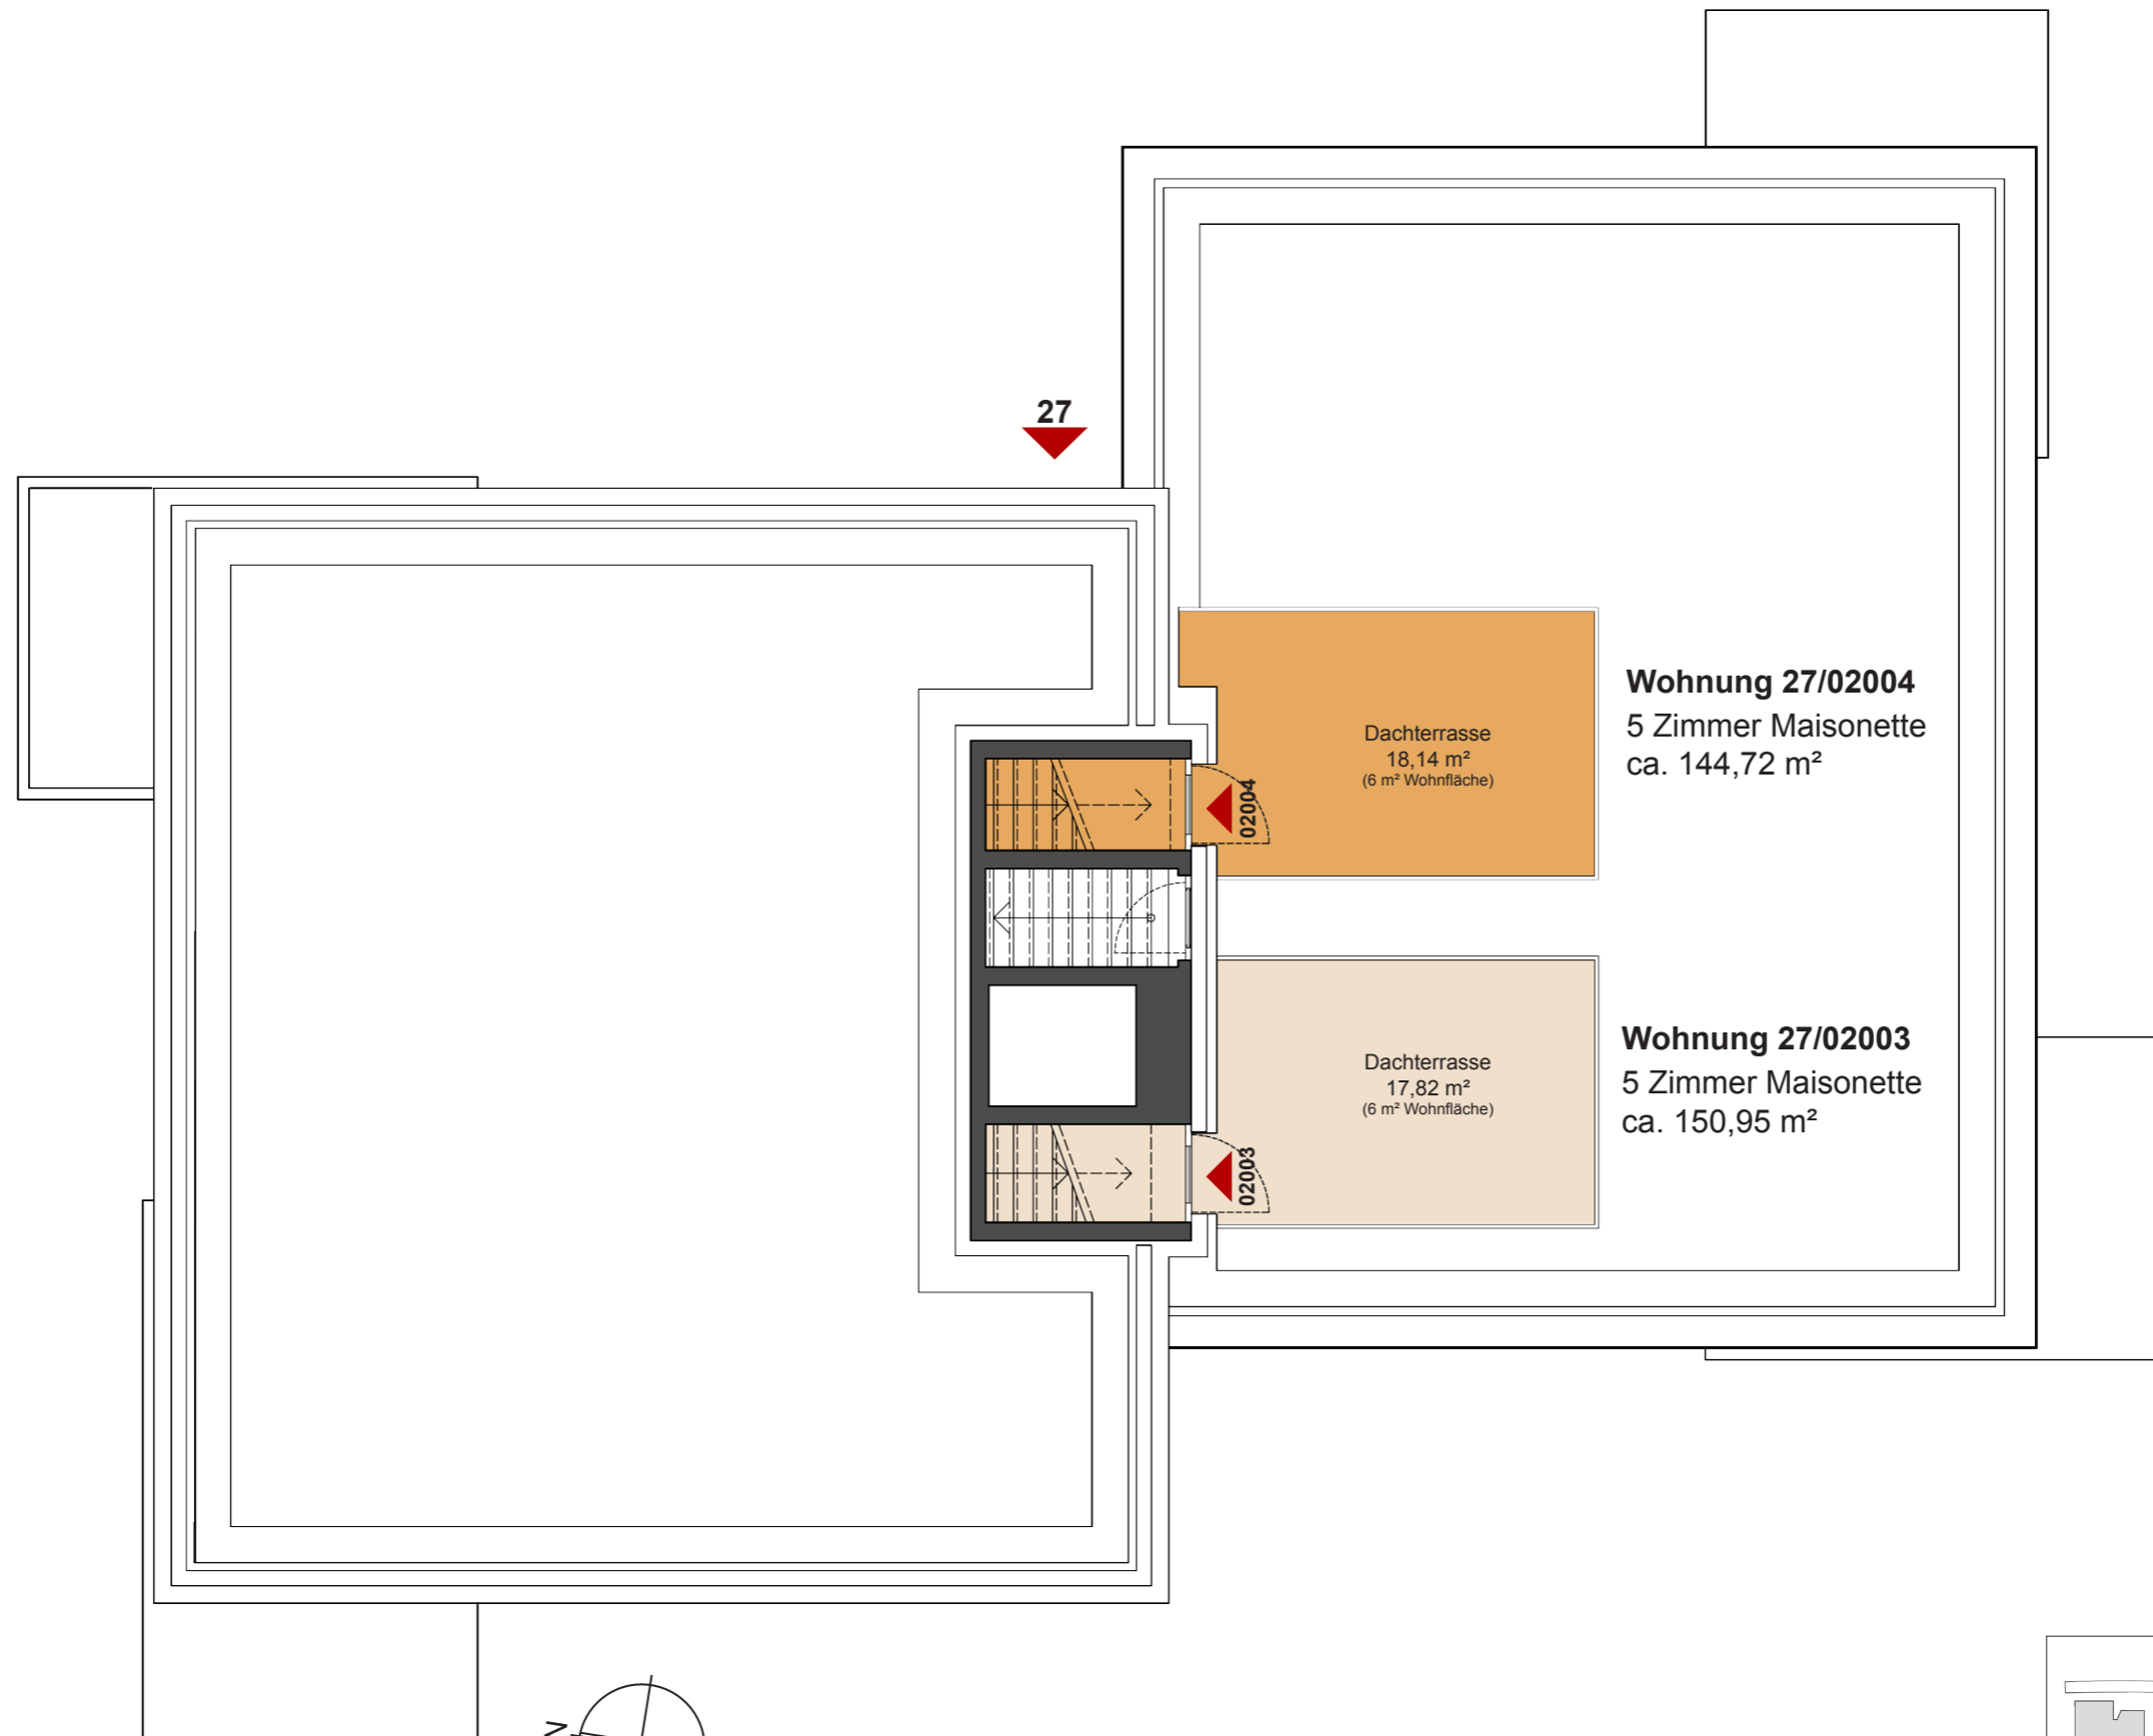 27
Wohnung 27/02004
5 Zimmer Maisonette
ca. 144,72 m²
Dachterrasse
18,14 m²
(6 m² Wohnfläche)
02004
Wohnung 27/02003
5 Zimmer Maisonette
ca. 150,95 m²
Dachterrasse
17,82 m²
(6 m² Wohnfläche)
02003
N